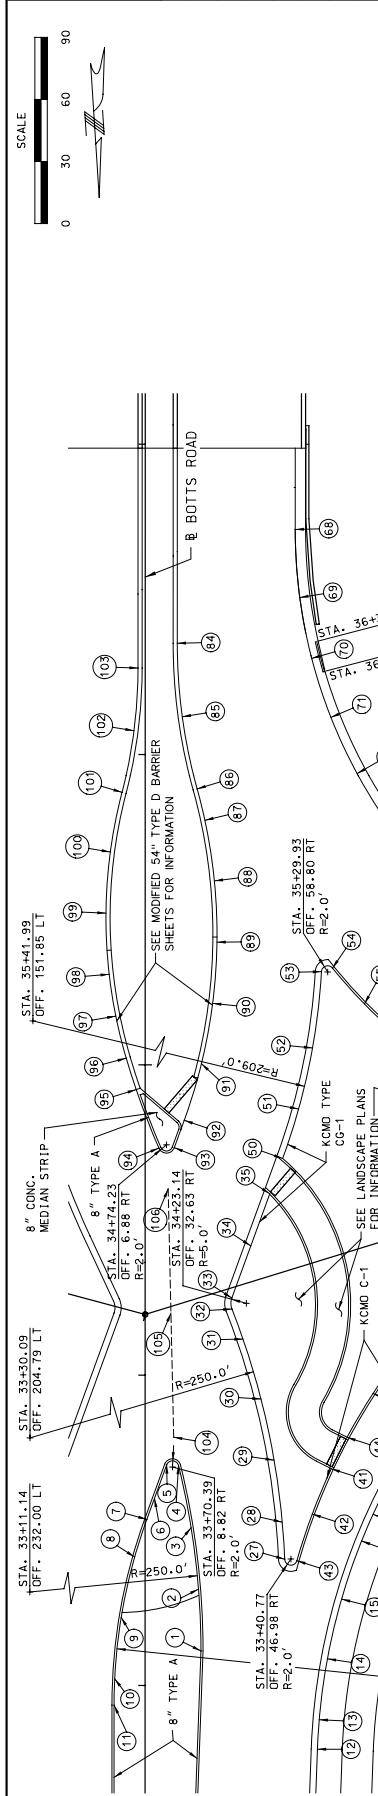 SCALE
0 30 60 90
STA. 33+11.14
OFF. 232.00 LT
STA. 33+30.09
OFF. 204.79 LT
8" CONC.
MEDIAN STRIP
STA. 35+41.99
OFF. 151.85 LT
8" TYPE A
STA. 34+74.23
OFF. 6.88 RT
R=2.0'
STA. 34+23.14
OFF. 32.63 RT
R=5.0'
SEE MODIFIED 54" TYPE D BARRIER
SHEETS FOR INFORMATION
BOTTS ROAD
R=250.0'
R=250.0'
R=209.0'
8" TYPE A
STA. 33+70.39
OFF. 8.82 RT
R=2.0'
STA. 33+40.77
OFF. 46.98 RT
R=2.0'
STA. 35+29.93
OFF. 58.80 RT
R=2.0'
KCMO TYPE
CG-1
SEE LANDSCAPE PLANS
FOR INFORMATION
KCMO C-1
STA. 36+
STA. 36
11 10 9 8 7 6 5 4 3 2 1
104 105 106
94 95 96 97 98 99 100 101 102 103
93 92 91 90 89 88 87 86 85 84
27 28 29 30 31 32 33 34 35 50 51 52 53 54
43 42 41
12 13 14 15
68 69 70 71